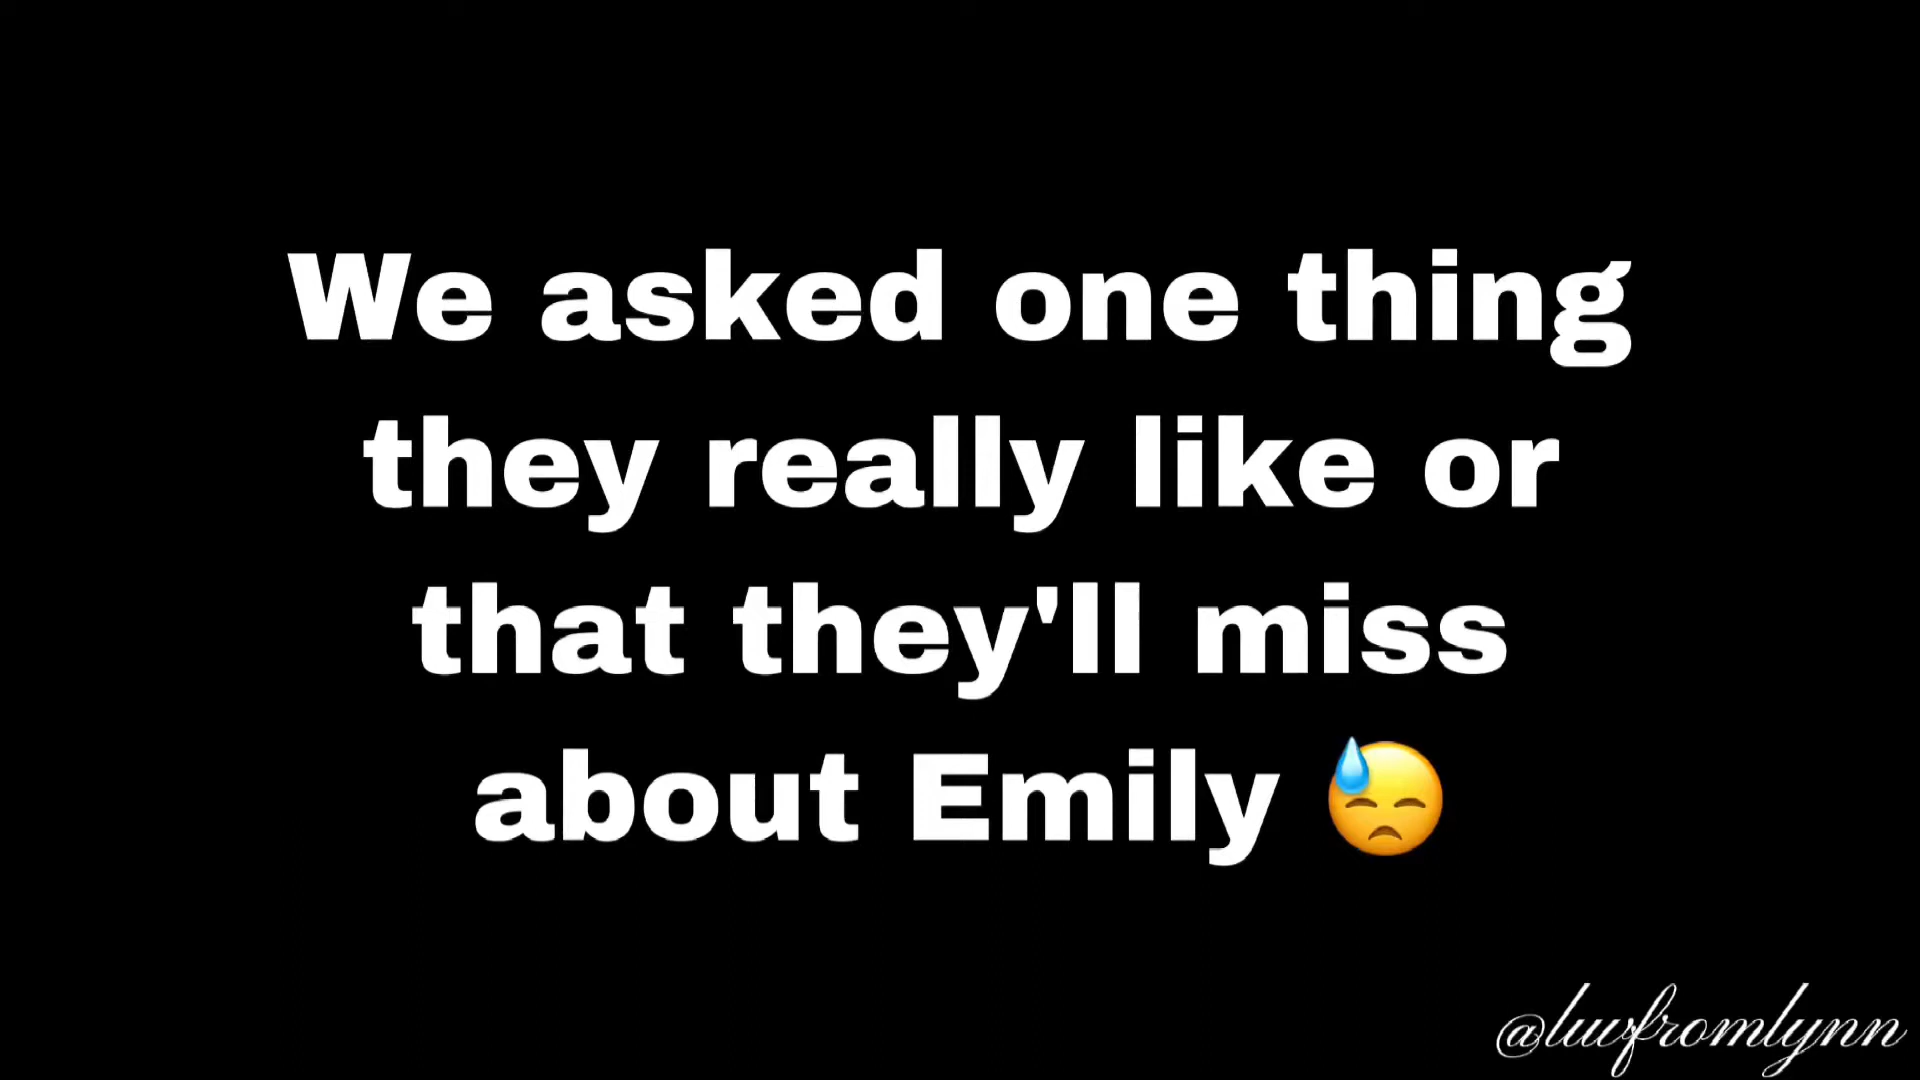 We asked one thing
they really like or
that they'll miss
about Emily 😓
@luvfromlynn